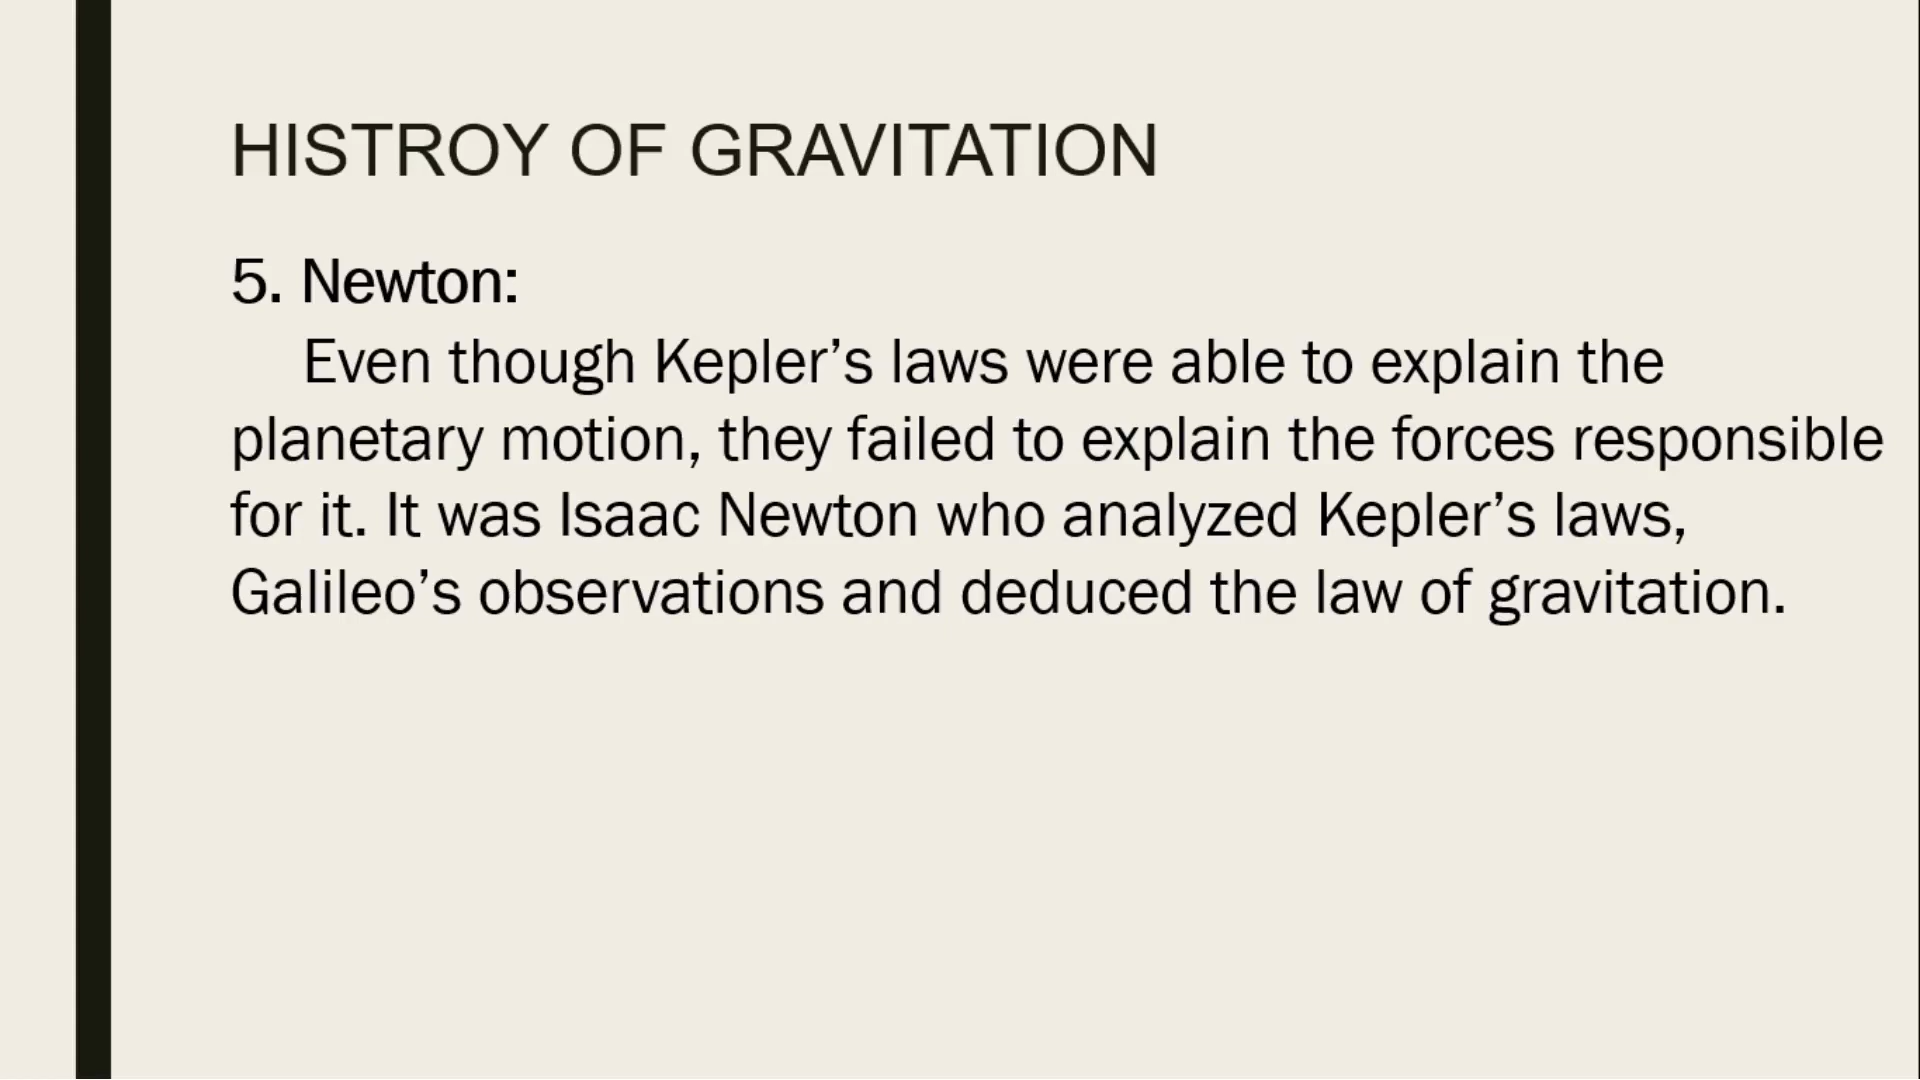 HISTROY OF GRAVITATION
5. Newton:
Even though Kepler’s laws were able to explain the
planetary motion, they failed to explain the forces responsible
for it. It was Isaac Newton who analyzed Kepler’s laws,
Galileo’s observations and deduced the law of gravitation.